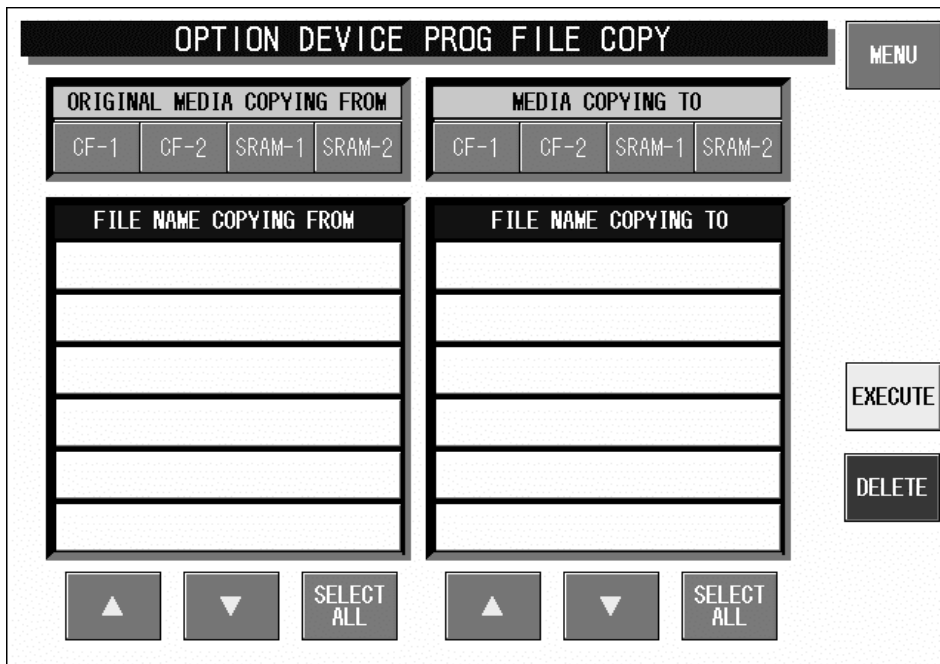 OPTION DEVICE PROG FILE COPY
MENU
ORIGINAL MEDIA COPYING FROM
CF-1 CF-2 SRAM-1 SRAM-2
MEDIA COPYING TO
CF-1 CF-2 SRAM-1 SRAM-2
FILE NAME COPYING FROM
FILE NAME COPYING TO
EXECUTE
DELETE
▲ ▼ SELECT
ALL
▲ ▼ SELECT
ALL